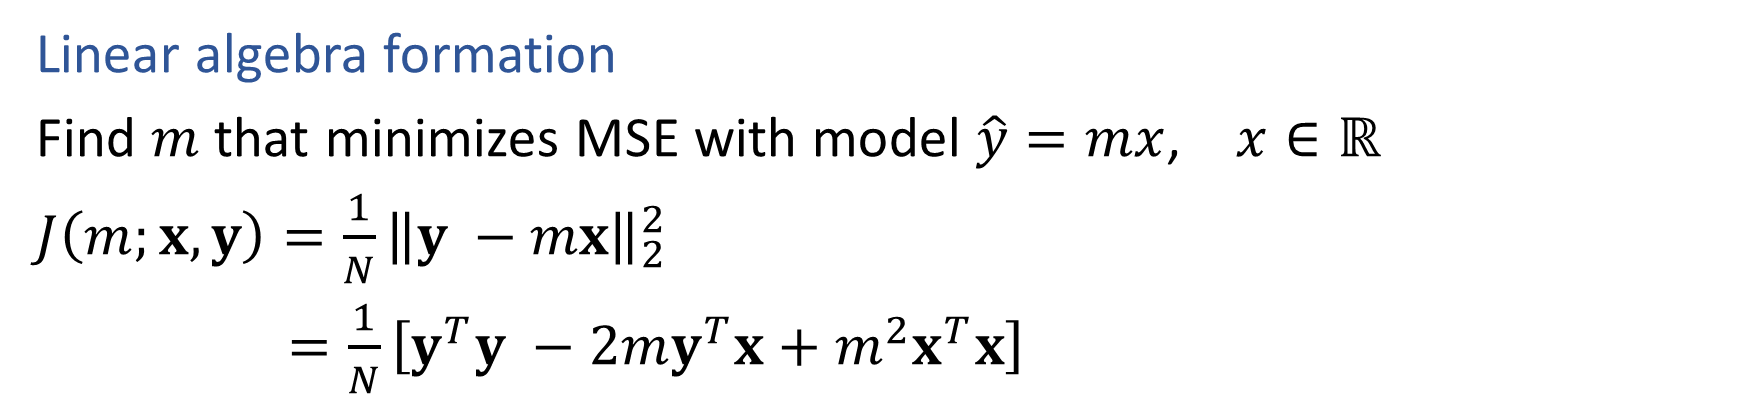 Linear algebra formation
Find 𝑚 that minimizes MSE with model ŷ = 𝑚𝑥, 𝑥 ∈ ℝ
𝐽(𝑚; 𝐱, 𝐲) = 1/𝑁 ‖𝐲 − 𝑚𝐱‖₂²
= 1/𝑁 [𝐲ᵀ𝐲 − 2𝑚𝐲ᵀ𝐱 + 𝑚²𝐱ᵀ𝐱]